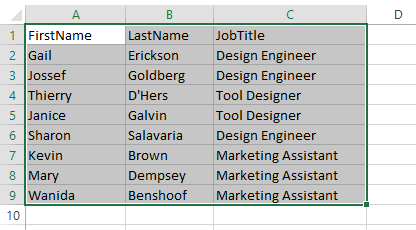 A B C D
1 FirstName LastName JobTitle
2 Gail Erickson Design Engineer
3 Jossef Goldberg Design Engineer
4 Thierry D'Hers Tool Designer
5 Janice Galvin Tool Designer
6 Sharon Salavaria Design Engineer
7 Kevin Brown Marketing Assistant
8 Mary Dempsey Marketing Assistant
9 Wanida Benshoof Marketing Assistant
10